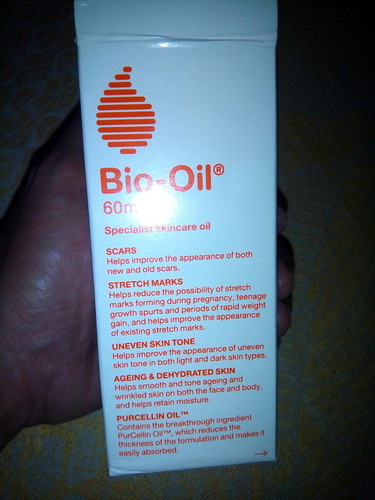 Bio-Oil®
60m
Specialist skincare oil
SCARS
Helps improve the appearance of both
new and old scars.
STRETCH MARKS
Helps reduce the possibility of stretch
marks forming during pregnancy, teenage
growth spurts and periods of rapid weight
gain, and helps improve the appearance
of existing stretch marks.
UNEVEN SKIN TONE
Helps improve the appearance of uneven
skin tone in both light and dark skin types.
AGEING & DEHYDRATED SKIN
Helps smooth and tone ageing and
wrinkled skin on both the face and body,
and helps retain moisture.
PURCELLIN OIL™
Contains the breakthrough ingredient
PurCellin Oil™, which reduces the
thickness of the formulation and makes it
easily absorbed.